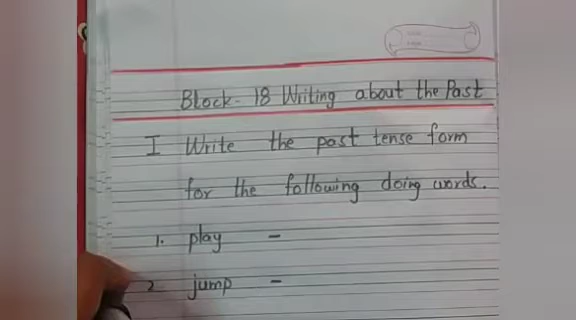 Block - 18 Writing about the Past
I Write the past tense form
for the following doing words.
1. play -
2. jump -